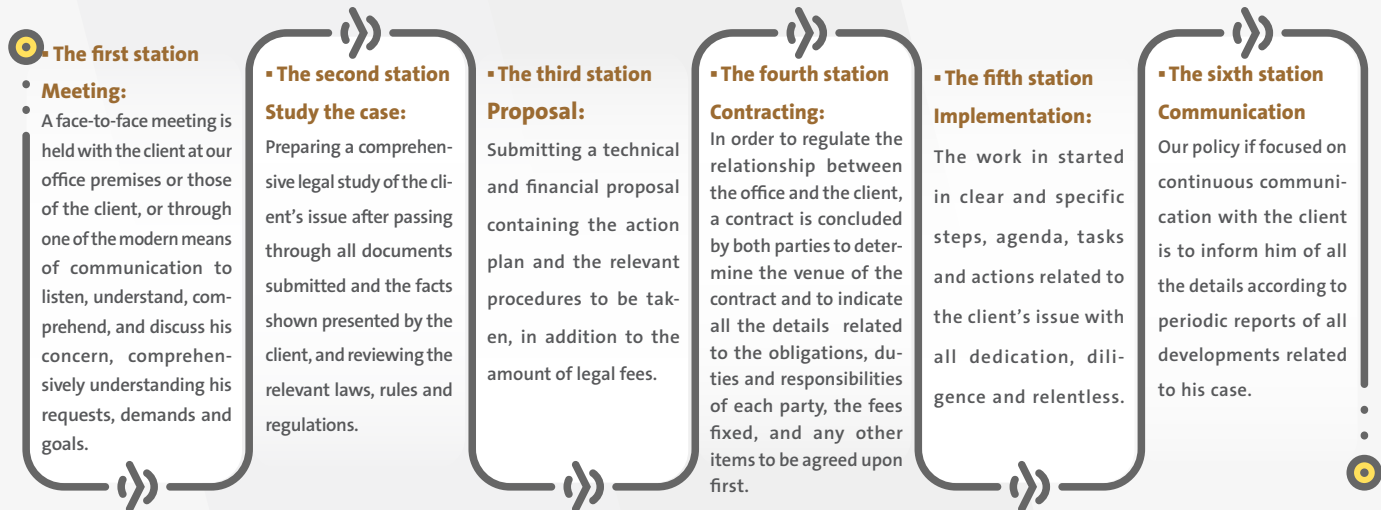 ▪ The first station
Meeting:
A face-to-face meeting is
held with the client at our
office premises or those
of the client, or through
one of the modern means
of communication to
listen, understand, com-
prehend, and discuss his
concern, comprehen-
sively understanding his
requests, demands and
goals.
▪ The second station
Study the case:
Preparing a comprehen-
sive legal study of the cli-
ent's issue after passing
through all documents
submitted and the facts
shown presented by the
client, and reviewing the
relevant laws, rules and
regulations.
▪ The third station
Proposal:
Submitting a technical
and financial proposal
containing the action
plan and the relevant
procedures to be tak-
en, in addition to the
amount of legal fees.
▪ The fourth station
Contracting:
In order to regulate the
relationship between
the office and the client,
a contract is concluded
by both parties to deter-
mine the venue of the
contract and to indicate
all the details related
to the obligations, du-
ties and responsibilities
of each party, the fees
fixed, and any other
items to be agreed upon
first.
▪ The fifth station
Implementation:
The work in started
in clear and specific
steps, agenda, tasks
and actions related to
the client's issue with
all dedication, dili-
gence and relentless.
▪ The sixth station
Communication
Our policy if focused on
continuous communi-
cation with the client
is to inform him of all
the details according to
periodic reports of all
developments related
to his case.